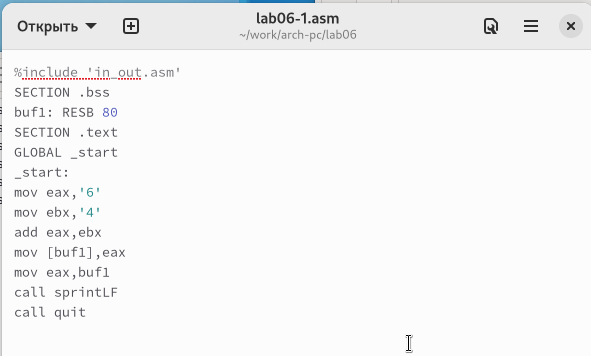 Открыть
lab06-1.asm
~/work/arch-pc/lab06
%include 'in_out.asm'
SECTION .bss
buf1: RESB 80
SECTION .text
GLOBAL _start
_start:
mov eax,'6'
mov ebx,'4'
add eax,ebx
mov [buf1],eax
mov eax,buf1
call sprintLF
call quit